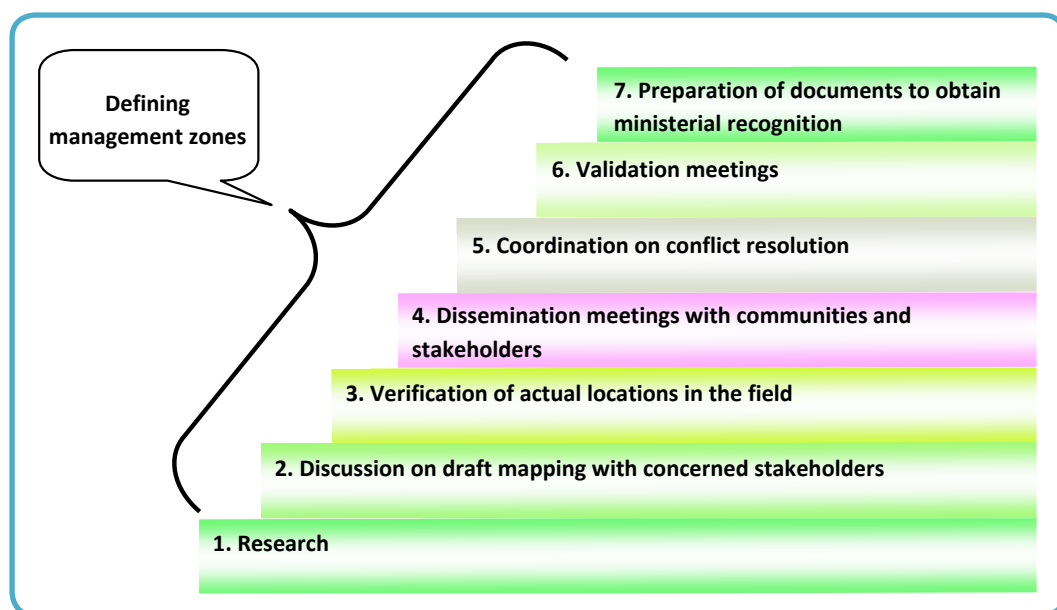 Defining
management zones
7. Preparation of documents to obtain
ministerial recognition
6. Validation meetings
5. Coordination on conflict resolution
4. Dissemination meetings with communities and
stakeholders
3. Verification of actual locations in the field
2. Discussion on draft mapping with concerned stakeholders
1. Research